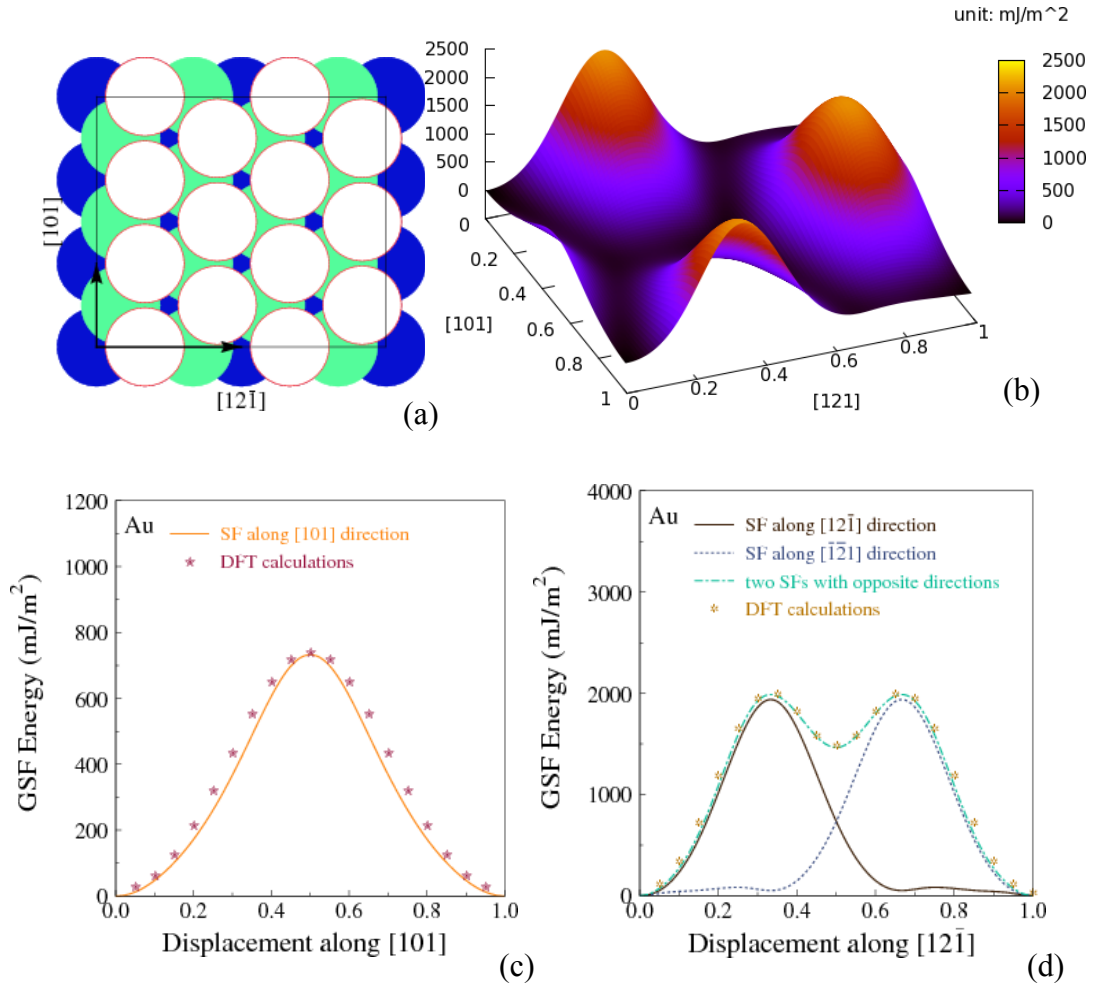 unit: mJ/m^2
2500
2000
1500
1000
500
0
2500
2000
1500
1000
500
0
0
0.2
0.4
0.6
0.8
1
[101]
0
0.2
0.4
0.6
0.8
1
[121]
(b)
[101]
[12̄1̄]
(a)
1200
1000
800
600
400
200
0
GSF Energy (mJ/m²)
Au
SF along [101] direction
DFT calculations
0.0 0.2 0.4 0.6 0.8 1.0
Displacement along [101]
(c)
4000
3000
2000
1000
0
GSF Energy (mJ/m²)
Au
SF along [121̄] direction
SF along [1̄2̄1] direction
two SFs with opposite directions
DFT calculations
0.0 0.2 0.4 0.6 0.8 1.0
Displacement along [121̄]
(d)